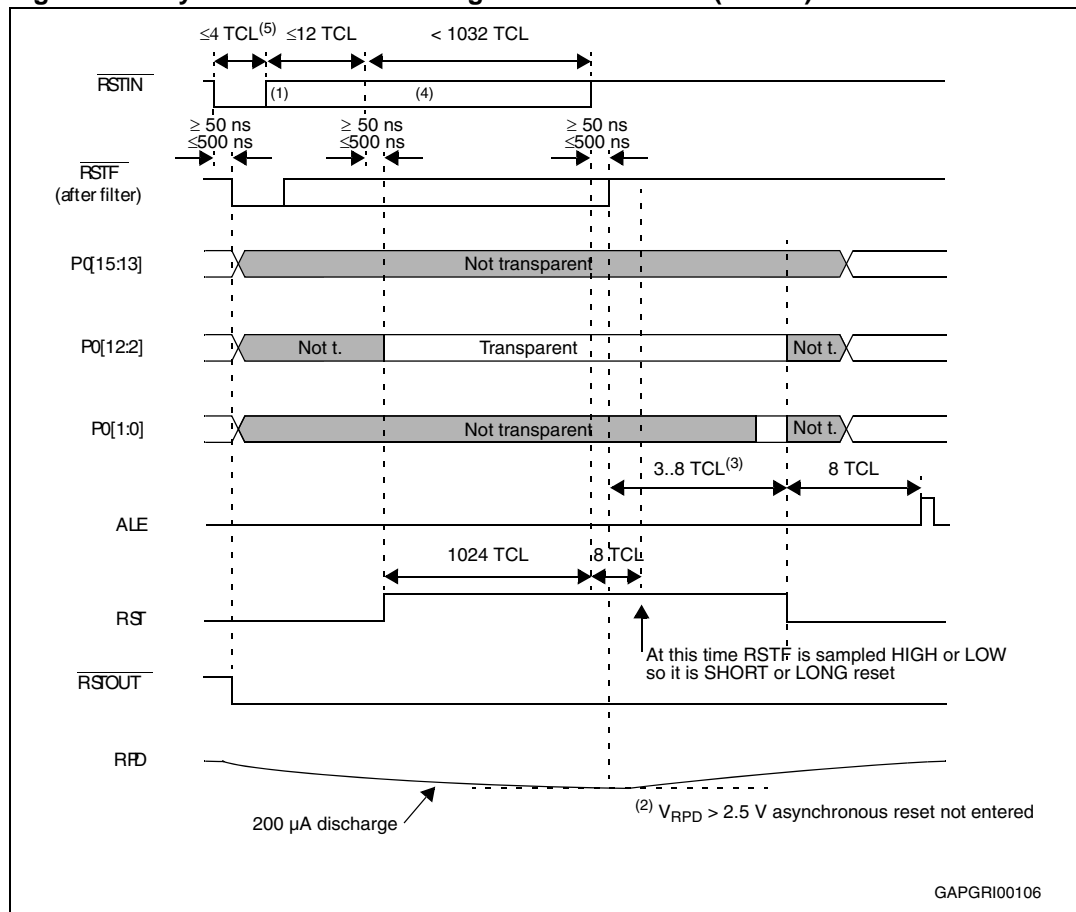 ≤4 TCL(5) ≤12 TCL < 1032 TCL
RSTIN
(1) (4)
≥ 50 ns ≥ 50 ns ≥ 50 ns
≤500 ns ≤500 ns ≤500 ns
RSTF
(after filter)
P0[15:13] Not transparent
P0[12:2] Not t. Transparent Not t.
P0[1:0] Not transparent Not t.
3..8 TCL(3) 8 TCL
ALE
1024 TCL 8 TCL
RST
At this time RSTF is sampled HIGH or LOW
so it is SHORT or LONG reset
RSTOUT
RPD
(2) VRPD > 2.5 V asynchronous reset not entered
200 µA discharge
GAPGRI00106